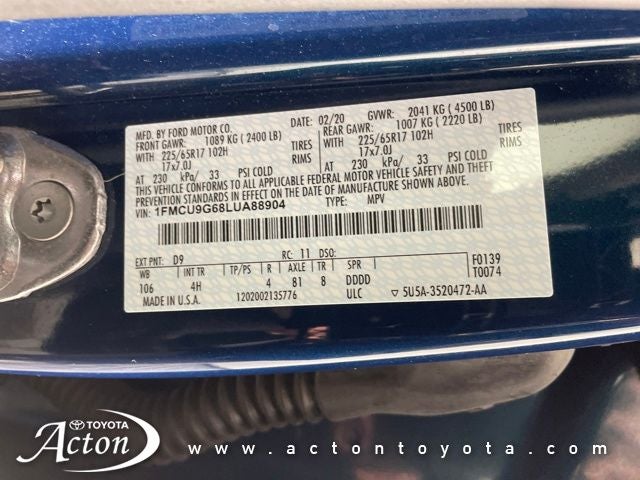 MFD. BY FORD MOTOR CO. 02/20 GVWR: 2041 KG ( 4500 LB)
FRONT GAWR: 1089 KG ( 2400 LB) REAR GAWR: 1007 KG ( 2220 LB)
WITH 225/65R17 102H TIRES WITH 225/65R17 102H TIRES
17x7.0J RIMS 17x7.0J RIMS
AT 230 kPa/ 33 PSI COLD AT 230 kPa/ 33 PSI COLD
THIS VEHICLE CONFORMS TO ALL APPLICABLE FEDERAL MOTOR VEHICLE SAFETY AND THEFT
PREVENTION STANDARDS IN EFFECT ON THE DATE OF MANUFACTURE SHOWN ABOVE.
1FMCU9G68LUA88904 TYPE: MPV
EXT PNT: D9 RC: 11 DSO: F0139
WB INT TR TP/PS R AXLE TR SPR T0074
106 4H 4 81 8 DDDD
MADE IN U.S.A. 1202002135776 ULC ▽ 5U5A-3520472-AA
TOYOTA
Acton
www.actontoyota.com